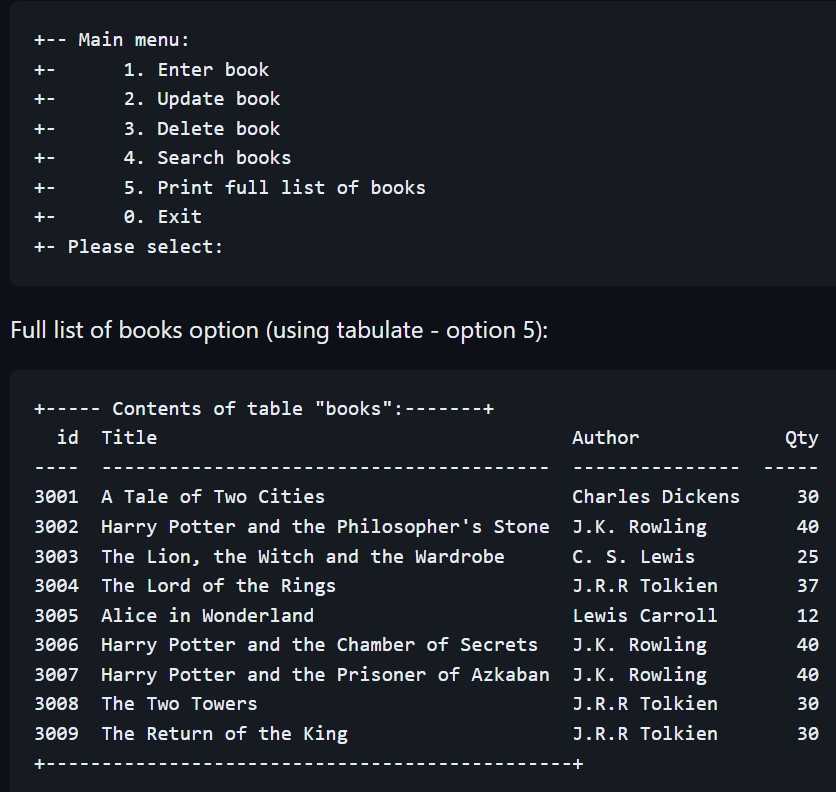 +-- Main menu:
+-      1. Enter book
+-      2. Update book
+-      3. Delete book
+-      4. Search books
+-      5. Print full list of books
+-      0. Exit
+- Please select:
Full list of books option (using tabulate - option 5):
+----- Contents of table "books":-------+
  id  Title                                     Author             Qty
----  ----------------------------------------  ---------------  -----
3001  A Tale of Two Cities                      Charles Dickens     30
3002  Harry Potter and the Philosopher's Stone  J.K. Rowling        40
3003  The Lion, the Witch and the Wardrobe      C. S. Lewis         25
3004  The Lord of the Rings                     J.R.R Tolkien       37
3005  Alice in Wonderland                       Lewis Carroll       12
3006  Harry Potter and the Chamber of Secrets   J.K. Rowling        40
3007  Harry Potter and the Prisoner of Azkaban  J.K. Rowling        40
3008  The Two Towers                            J.R.R Tolkien       30
3009  The Return of the King                    J.R.R Tolkien       30
+-----------------------------------------------+